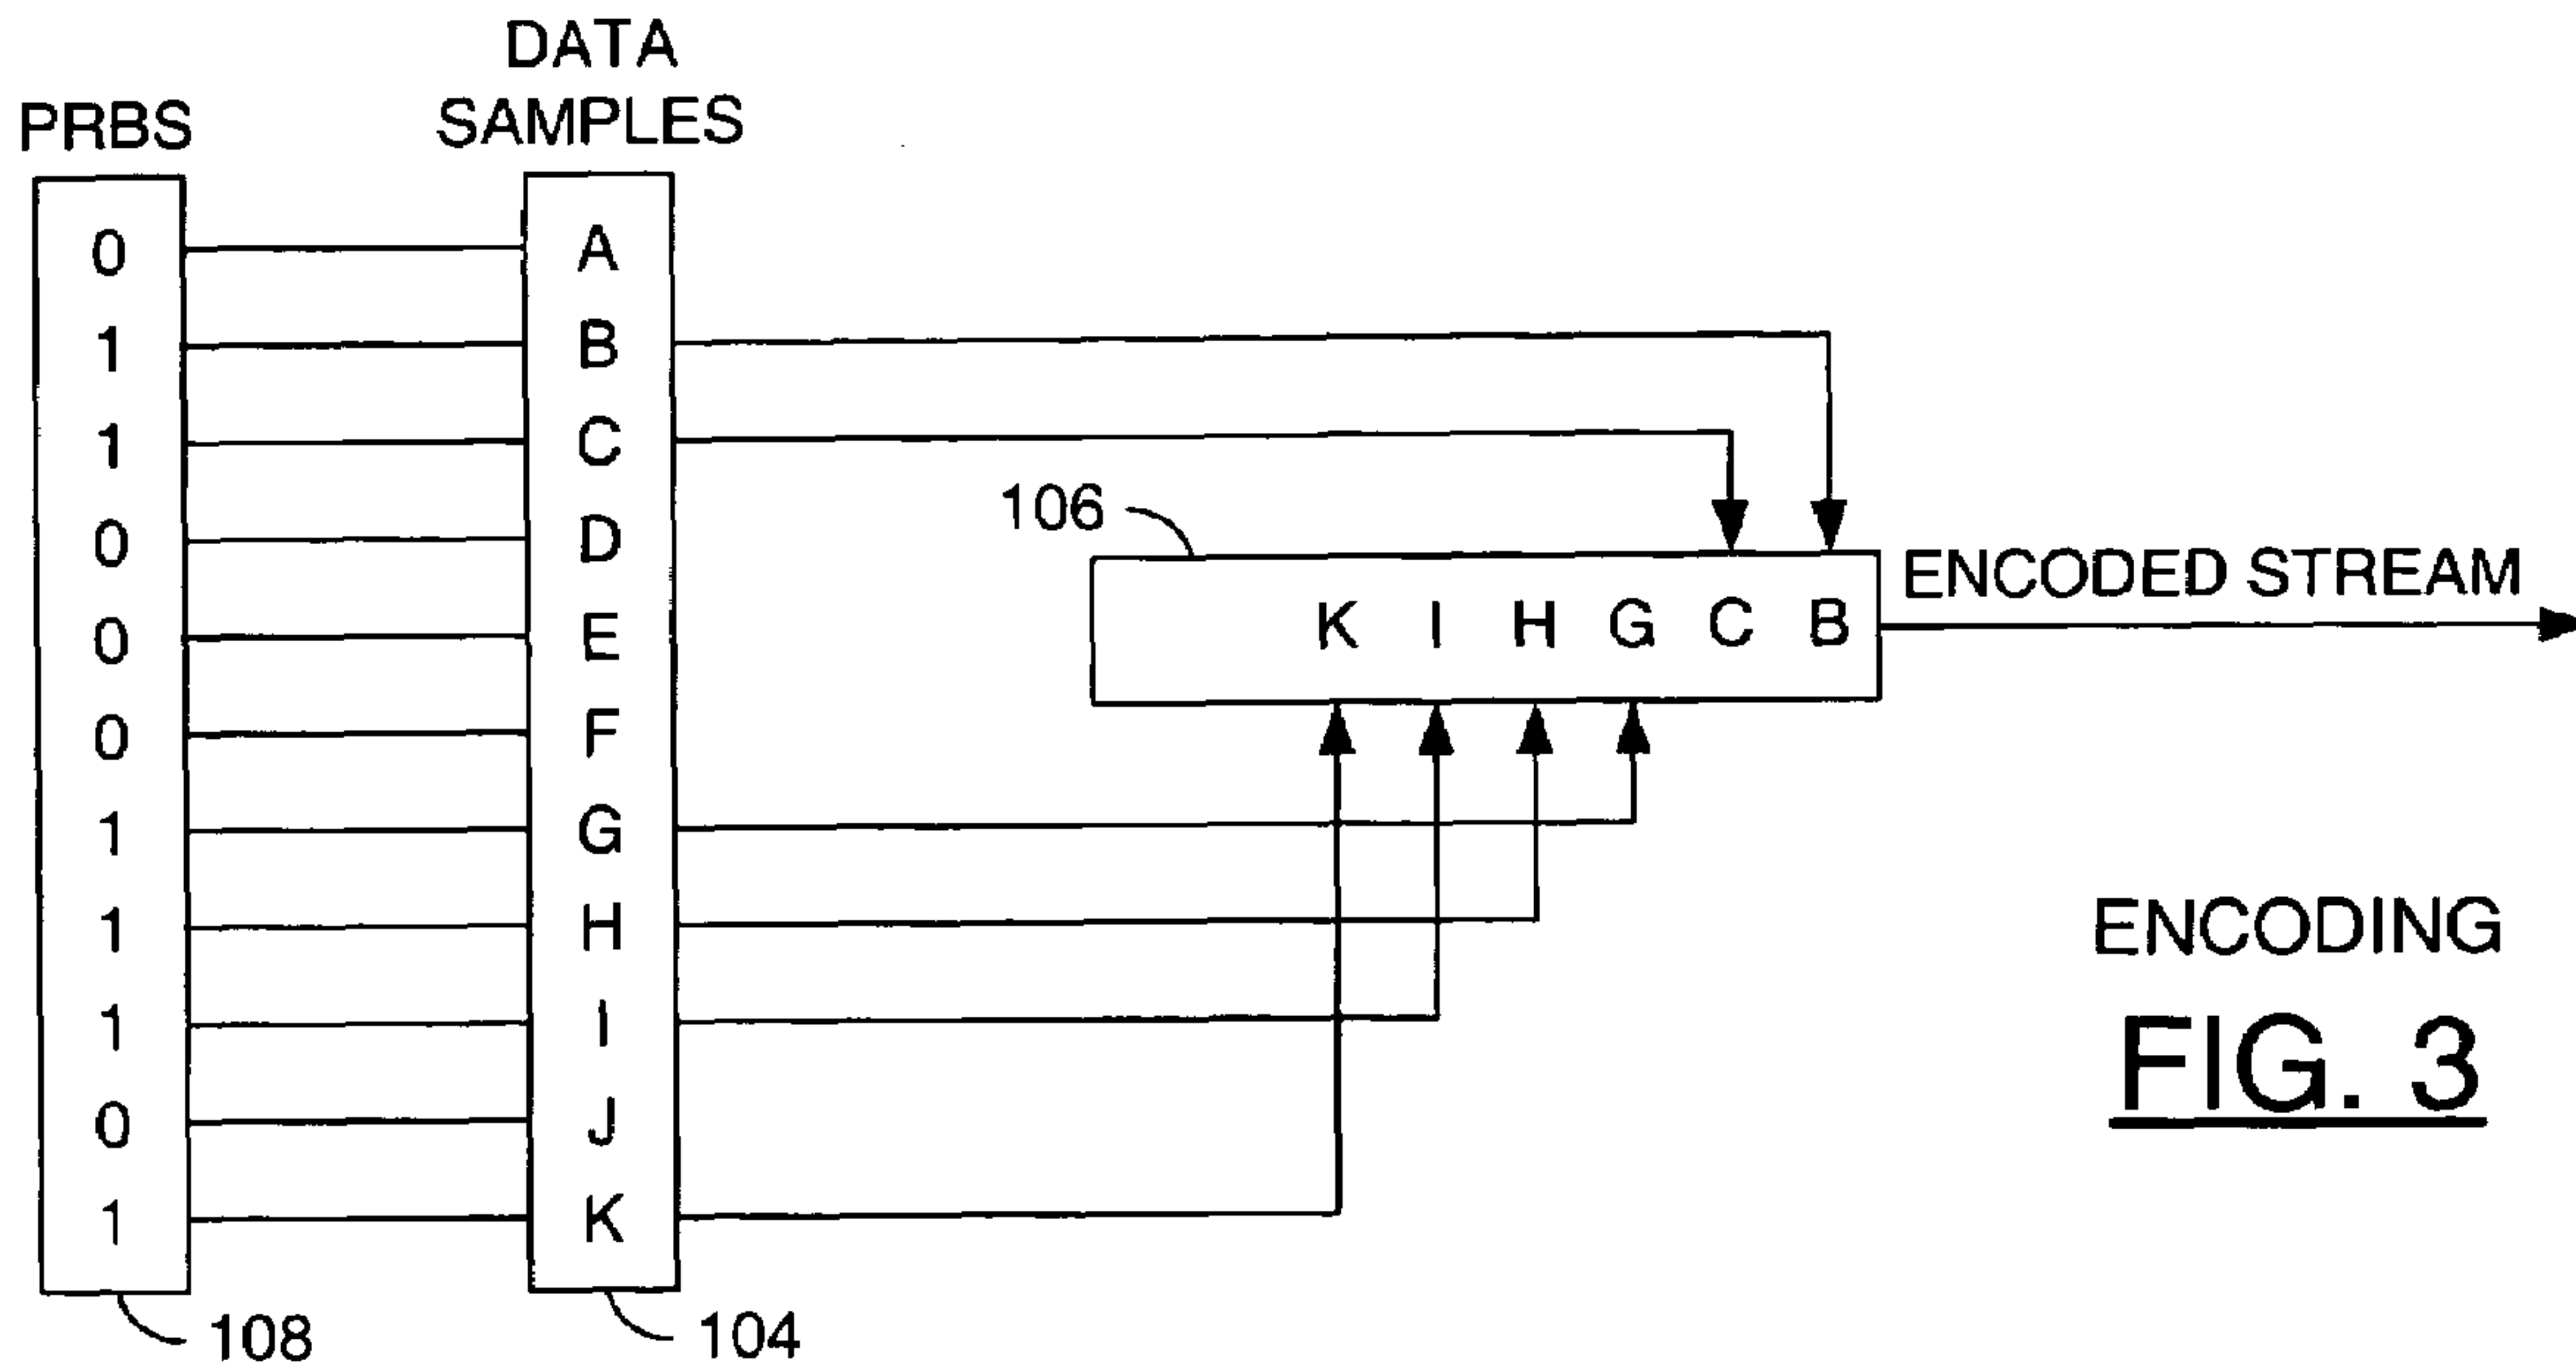 DATA
SAMPLES
PRBS
0 A
1 B
1 C
0 D
0 E
0 F
1 G
1 H
1 I
0 J
1 K
108
104
106
K I H G C B
ENCODED STREAM
ENCODING
FIG. 3